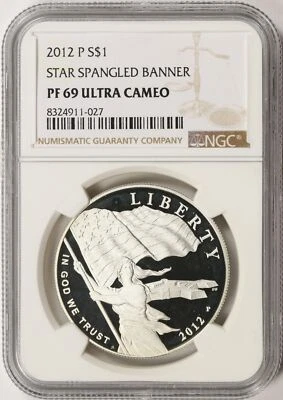 2012 P S$1
STAR SPANGLED BANNER
PF 69 ULTRA CAMEO
8324911-027
NUMISMATIC GUARANTY COMPANY
NGC®
LIBERTY
IN GOD WE TRUST
2012
P